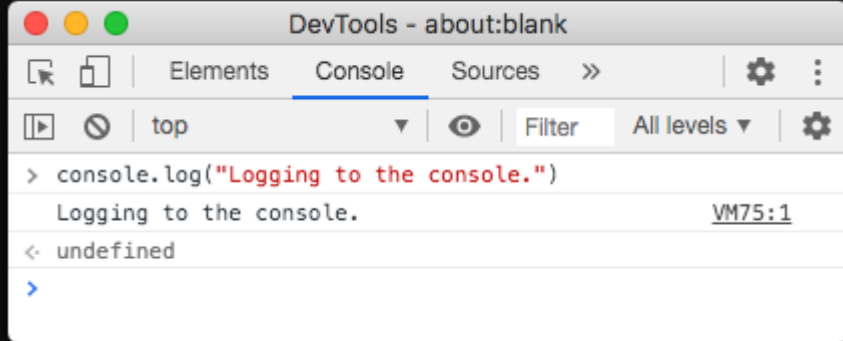 DevTools - about:blank
Elements Console Sources »
top ▼ Filter All levels ▼
> console.log("Logging to the console.")
Logging to the console. VM75:1
<· undefined
>